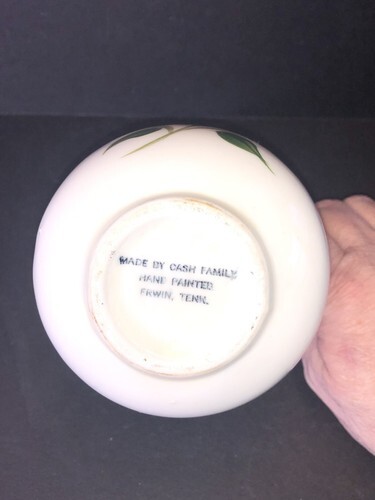 MADE BY CASH FAMILY
HAND PAINTED
ERWIN, TENN.